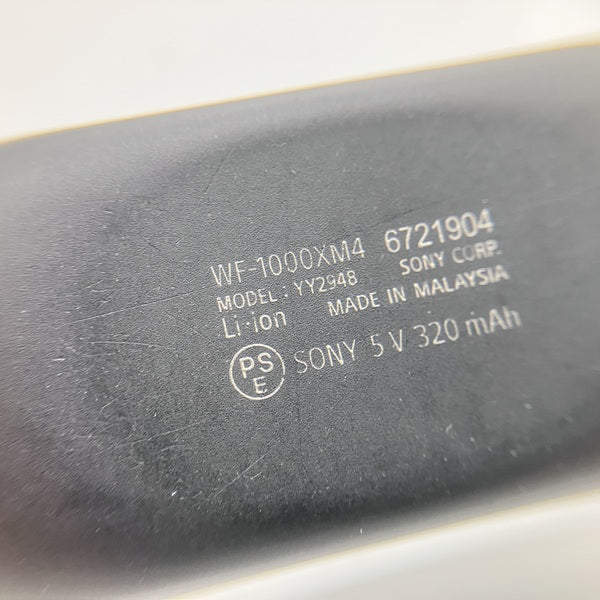 WF-1000XM4 6721904
MODEL : YY2948 SONY CORP.
Li-ion MADE IN MALAYSIA
PS E SONY 5 V 320 mAh